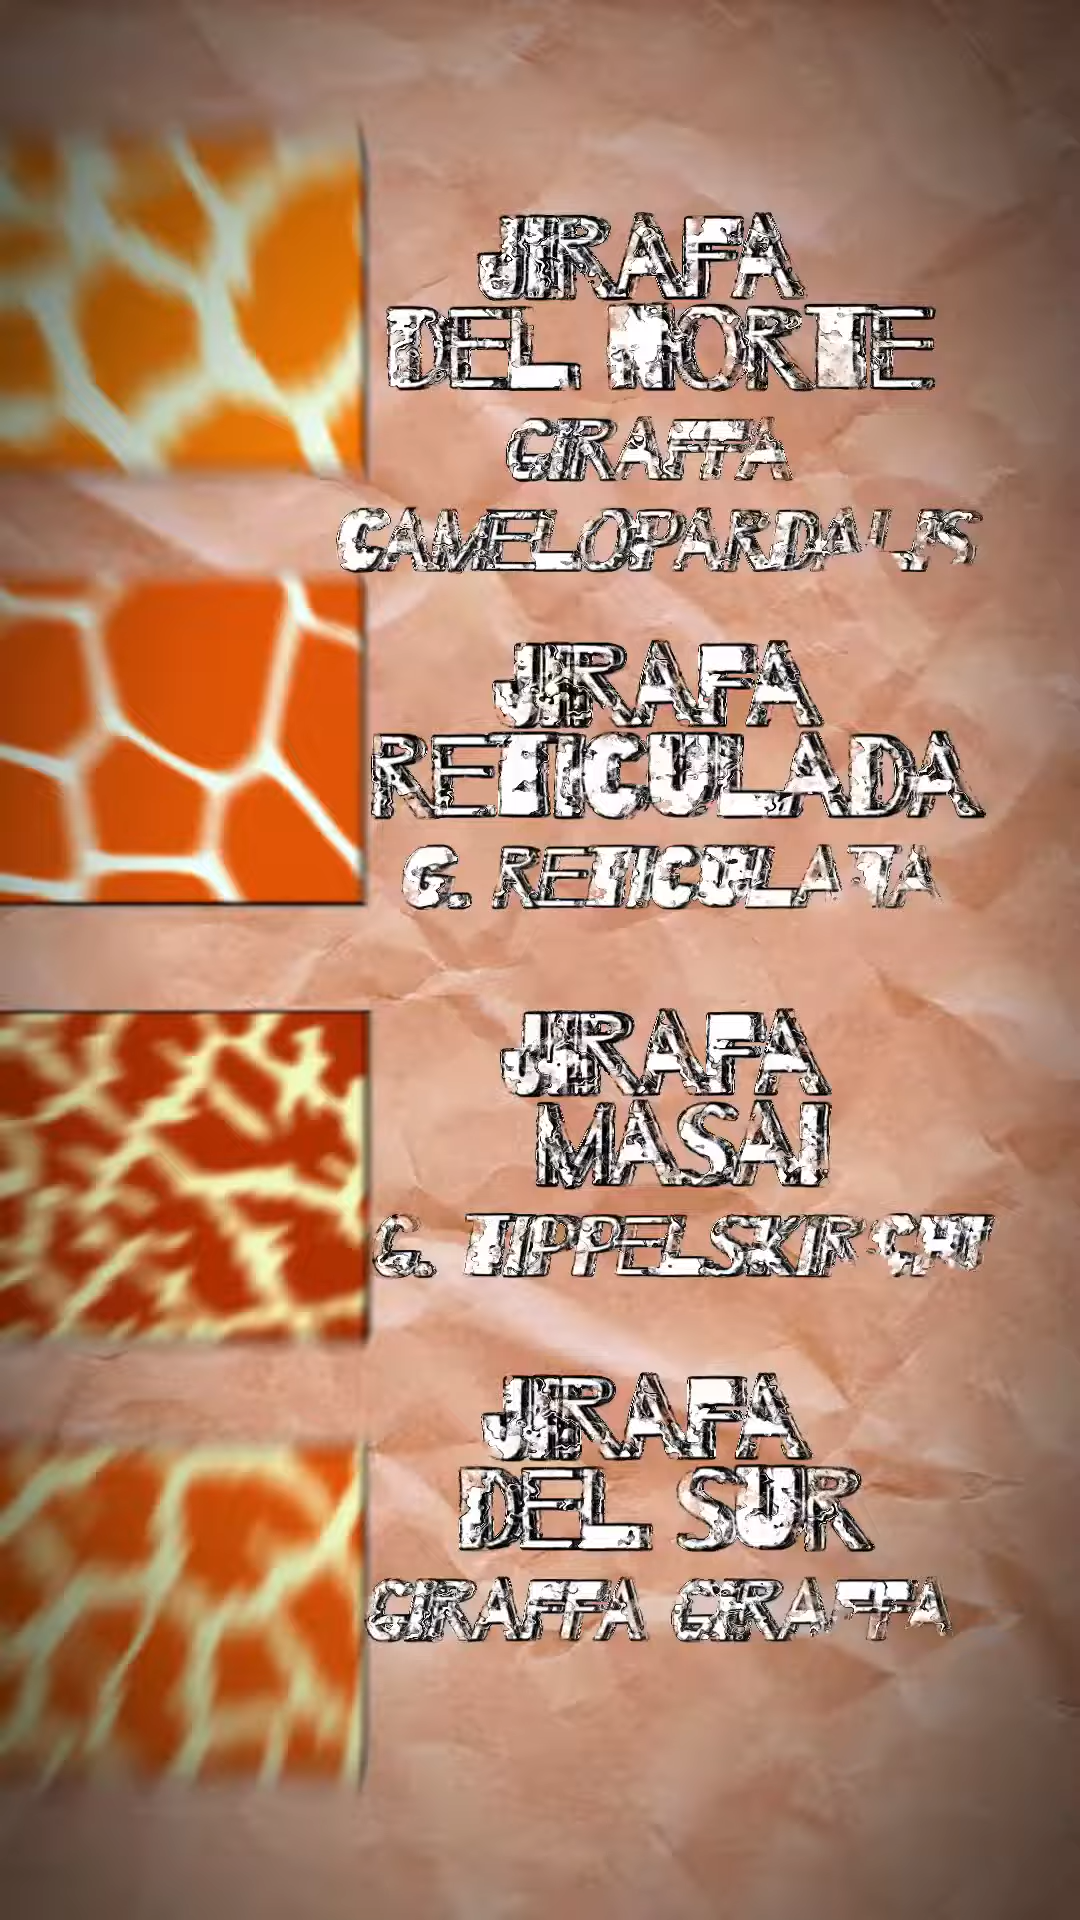 JIRAFA
DEL NORTE
GIRAFFA
CAMELOPARDALIS
JIRAFA
RETICULADA
G. RETICULATA
JIRAFA
MASAI
G. TIPPELSKIRCHI
JIRAFA
DEL SUR
GIRAFFA GIRAFFA